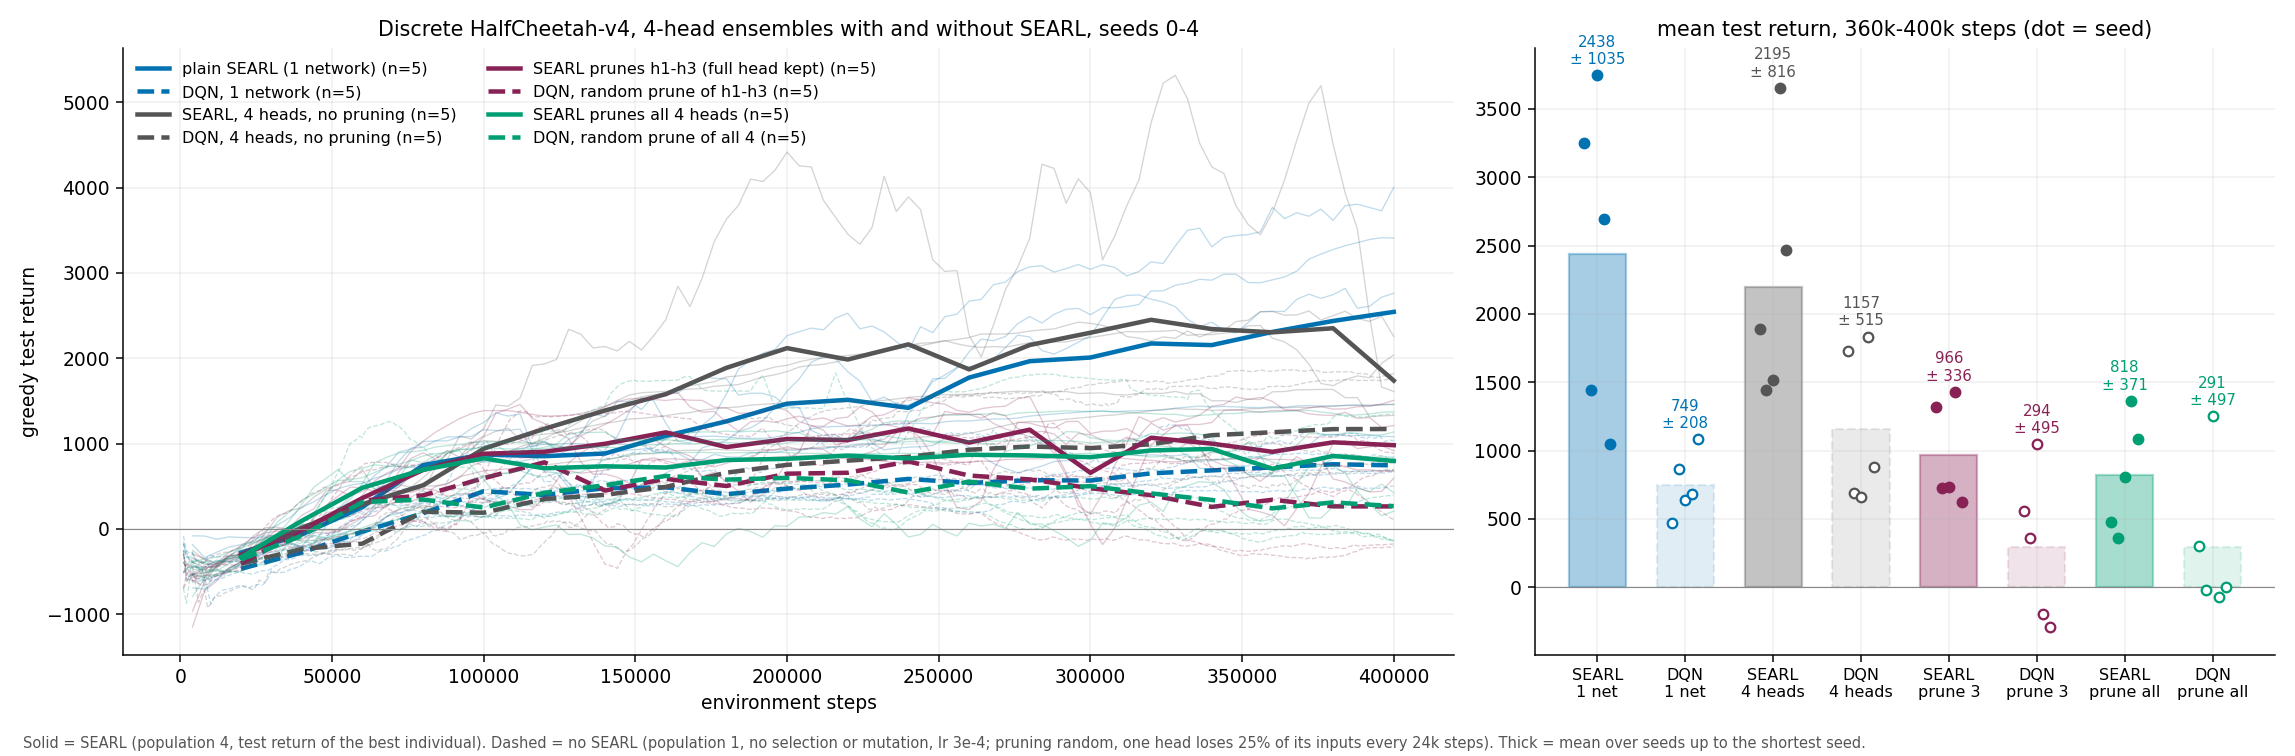 Discrete HalfCheetah-v4, 4-head ensembles with and without SEARL, seeds 0-4
plain SEARL (1 network) (n=5)
DQN, 1 network (n=5)
SEARL, 4 heads, no pruning (n=5)
DQN, 4 heads, no pruning (n=5)
SEARL prunes h1-h3 (full head kept) (n=5)
DQN, random prune of h1-h3 (n=5)
SEARL prunes all 4 heads (n=5)
DQN, random prune of all 4 (n=5)
greedy test return
5000
4000
3000
2000
1000
0
−1000
0
50000
100000
150000
200000
250000
300000
350000
400000
environment steps
mean test return, 360k-400k steps (dot = seed)
3500
3000
2500
2000
1500
1000
500
0
2438
± 1035
749
± 208
2195
± 816
1157
± 515
966
± 336
294
± 495
818
± 371
291
± 497
SEARL
1 net
DQN
1 net
SEARL
4 heads
DQN
4 heads
SEARL
prune 3
DQN
prune 3
SEARL
prune all
DQN
prune all
Solid = SEARL (population 4, test return of the best individual). Dashed = no SEARL (population 1, no selection or mutation, lr 3e-4; pruning random, one head loses 25% of its inputs every 24k steps). Thick = mean over seeds up to the shortest seed.